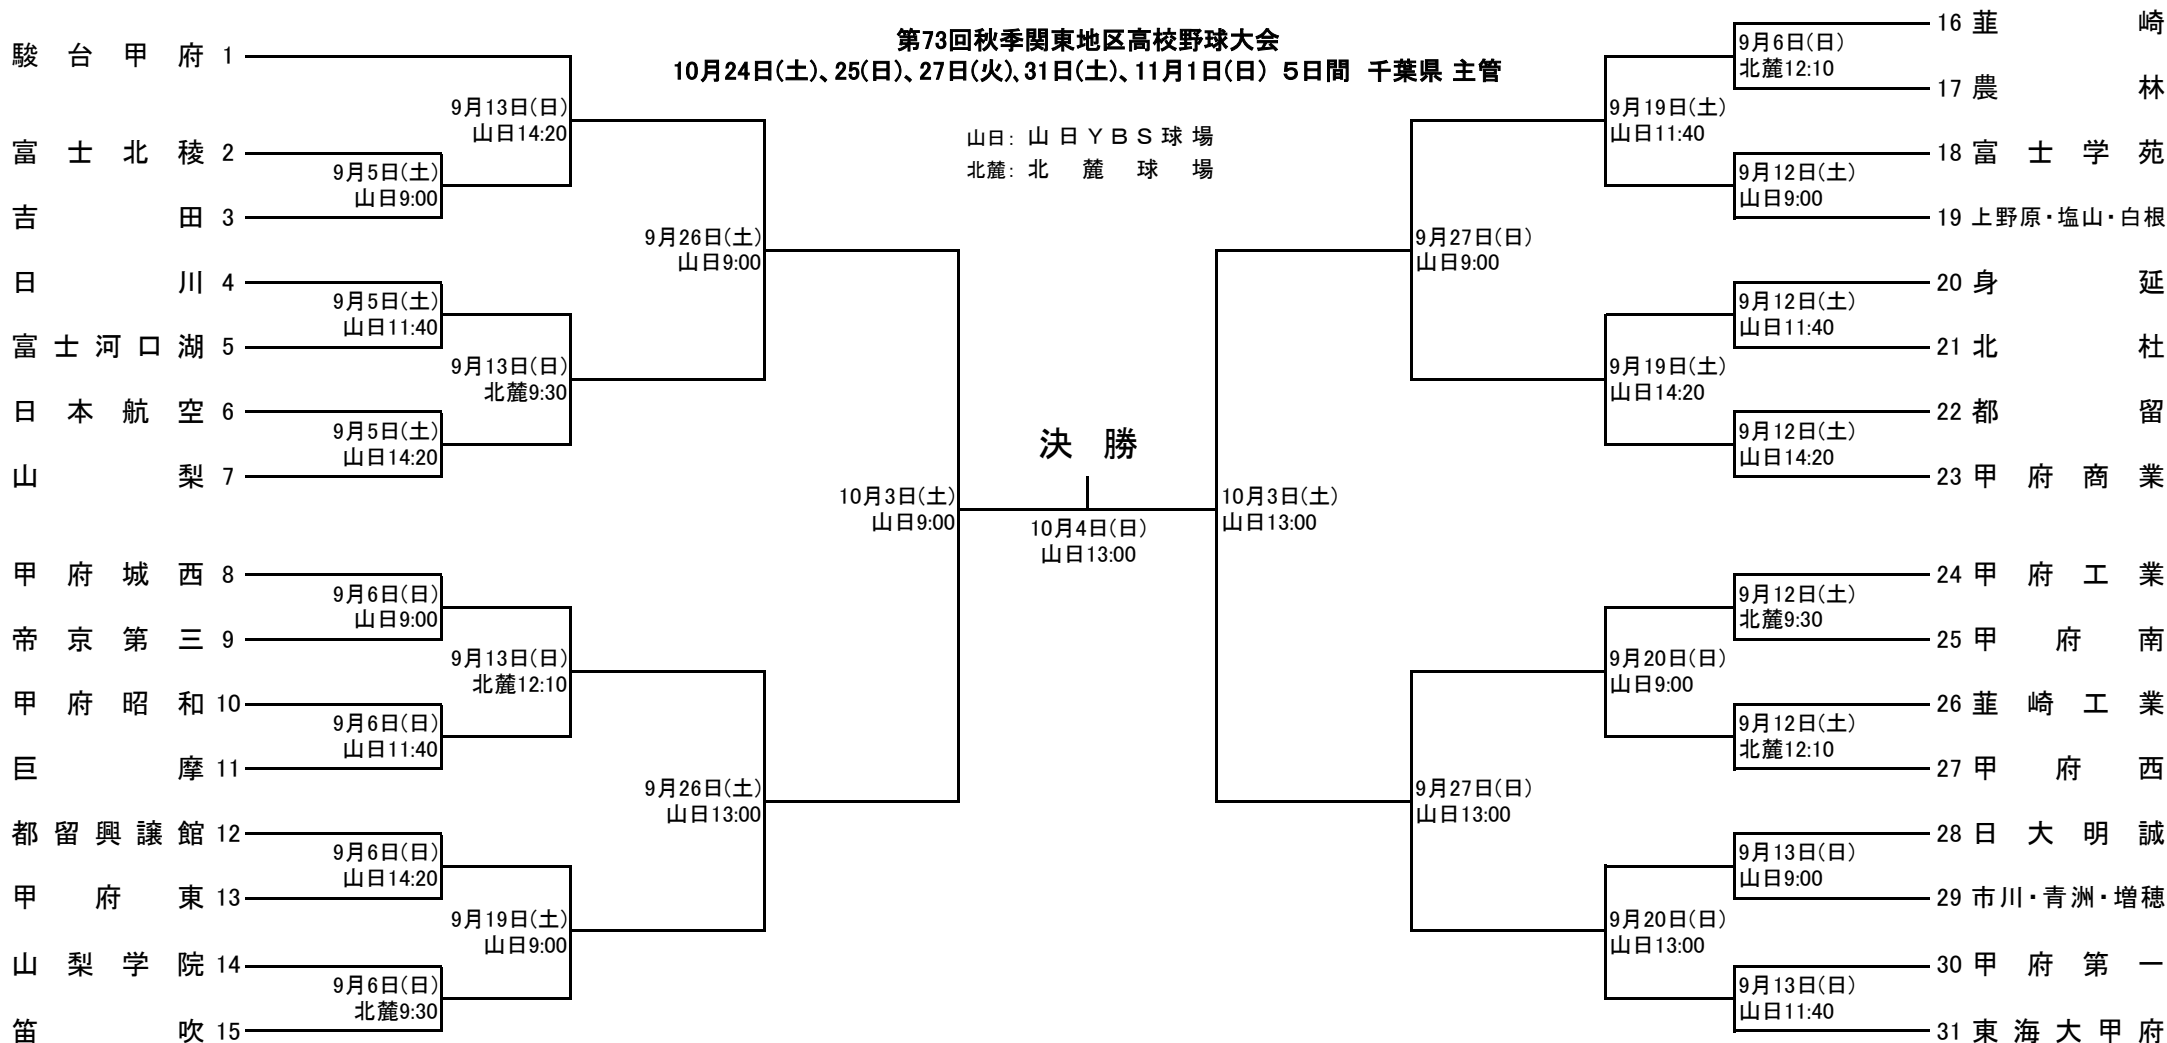 第73回秋季関東地区高校野球大会
10月24日(土)、25(日)、27日(火)、31日(土)、11月1日(日) 5日間 千葉県 主管
山日: 山日YBS球場
北麓: 北麓球場
駿台甲府 1
富士北稜 2
吉田 3
日川 4
富士河口湖 5
日本航空 6
山梨 7
甲府城西 8
帝京第三 9
甲府昭和 10
巨摩 11
都留興譲館 12
甲府東 13
山梨学院 14
笛吹 15
9月5日(土)
山日9:00
9月5日(土)
山日11:40
9月5日(土)
山日14:20
9月6日(日)
山日9:00
9月6日(日)
山日11:40
9月6日(日)
山日14:20
9月6日(日)
北麓9:30
9月13日(日)
山日14:20
9月13日(日)
北麓9:30
9月13日(日)
北麓12:10
9月19日(土)
山日9:00
9月26日(土)
山日9:00
9月26日(土)
山日13:00
10月3日(土)
山日9:00
決勝
10月4日(日)
山日13:00
10月3日(土)
山日13:00
9月27日(日)
山日9:00
9月27日(日)
山日13:00
9月19日(土)
山日11:40
9月19日(土)
山日14:20
9月20日(日)
山日9:00
9月20日(日)
山日13:00
9月6日(日)
北麓12:10
9月12日(土)
山日9:00
9月12日(土)
山日11:40
9月12日(土)
山日14:20
9月12日(土)
北麓9:30
9月12日(土)
北麓12:10
9月13日(日)
山日9:00
9月13日(日)
山日11:40
16 韮崎
17 農林
18 富士学苑
19 上野原・塩山・白根
20 身延
21 北杜
22 都留
23 甲府商業
24 甲府工業
25 甲府南
26 韮崎工業
27 甲府西
28 日大明誠
29 市川・青洲・増穂
30 甲府第一
31 東海大甲府